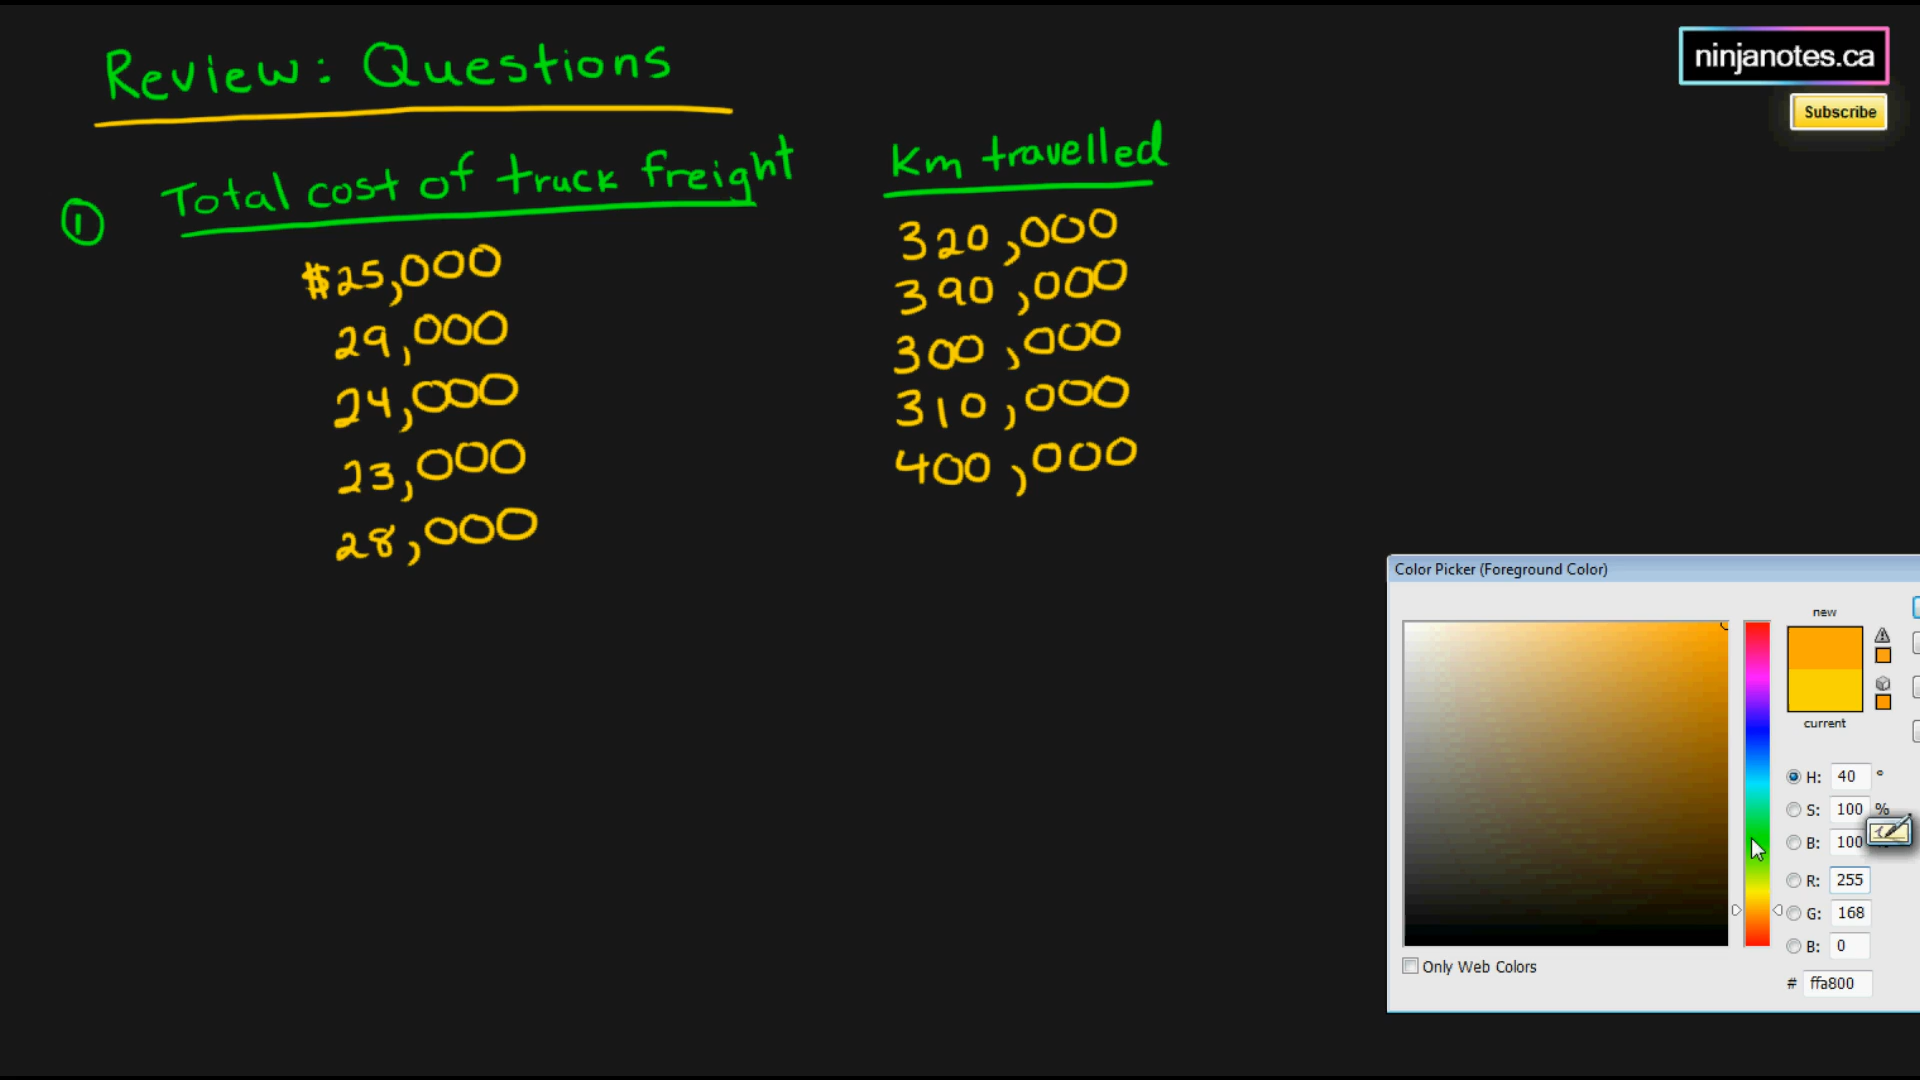 Review: Questions
ninjanotes.ca
Subscribe
① Total cost of truck freight
Km travelled
$25,000
320,000
29,000
390,000
24,000
300,000
23,000
310,000
28,000
400,000
Color Picker (Foreground Color)
new
current
H: 40 °
S: 100 %
B: 100
R: 255
G: 168
B: 0
# ffa800
Only Web Colors